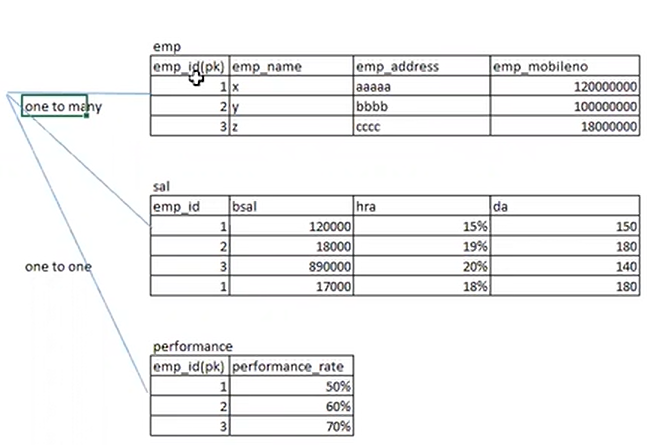 emp
emp_id(pk) emp_name emp_address emp_mobileno
1 x aaaaa 120000000
one to many
2 y bbbb 100000000
3 z cccc 18000000
sal
emp_id bsal hra da
1 120000 15% 150
2 18000 19% 180
one to one
3 890000 20% 140
1 17000 18% 180
performance
emp_id(pk) performance_rate
1 50%
2 60%
3 70%